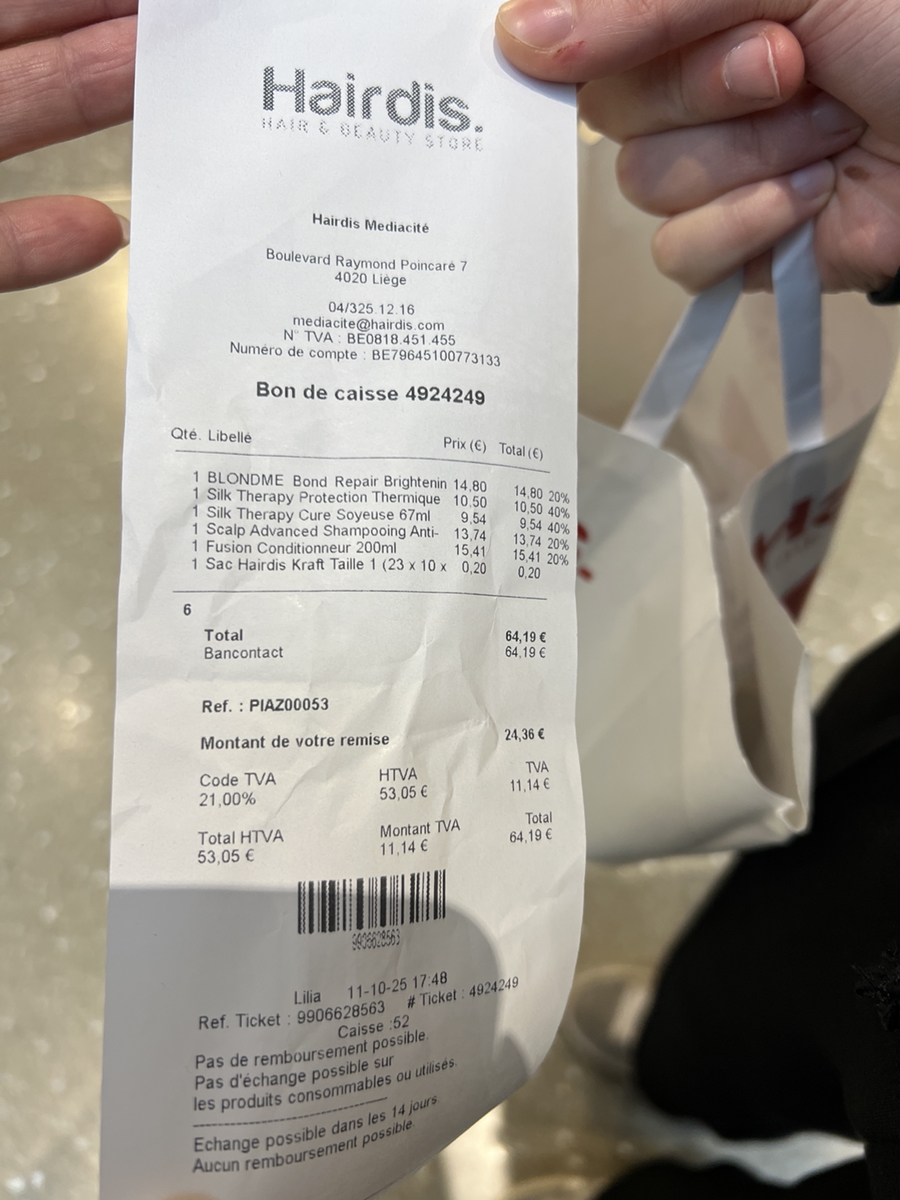 Hairdis.
HAIR & BEAUTY STORE
Hairdis Mediacité
Boulevard Raymond Poincaré 7
4020 Liège
04/325.12.16
mediacite@hairdis.com
N° TVA : BE0818.451.455
Numéro de compte : BE79645100773133
Bon de caisse 4924249
Qté. Libellé Prix (€) Total (€)
1 BLONDME Bond Repair Brightenin 14,80 14,80 20%
1 Silk Therapy Protection Thermique 10,50 10,50 40%
1 Silk Therapy Cure Soyeuse 67ml 9,54 9,54 40%
1 Scalp Advanced Shampooing Anti- 13,74 13,74 20%
1 Fusion Conditionneur 200ml 15,41 15,41 20%
1 Sac Hairdis Kraft Taille 1 (23 x 10 x 0,20 0,20
6
Total 64,19 €
Bancontact 64,19 €
Ref. : PIAZ00053
Montant de votre remise 24,36 €
Code TVA HTVA TVA
21,00% 53,05 € 11,14 €
Total HTVA Montant TVA Total
53,05 € 11,14 € 64,19 €
9906628563
Lilia 11-10-25 17:48
Ref. Ticket : 9906628563 # Ticket : 4924249
Caisse :52
Pas de remboursement possible.
Pas d'échange possible sur
les produits consommables ou utilisés.
Echange possible dans les 14 jours
Aucun remboursement possible.